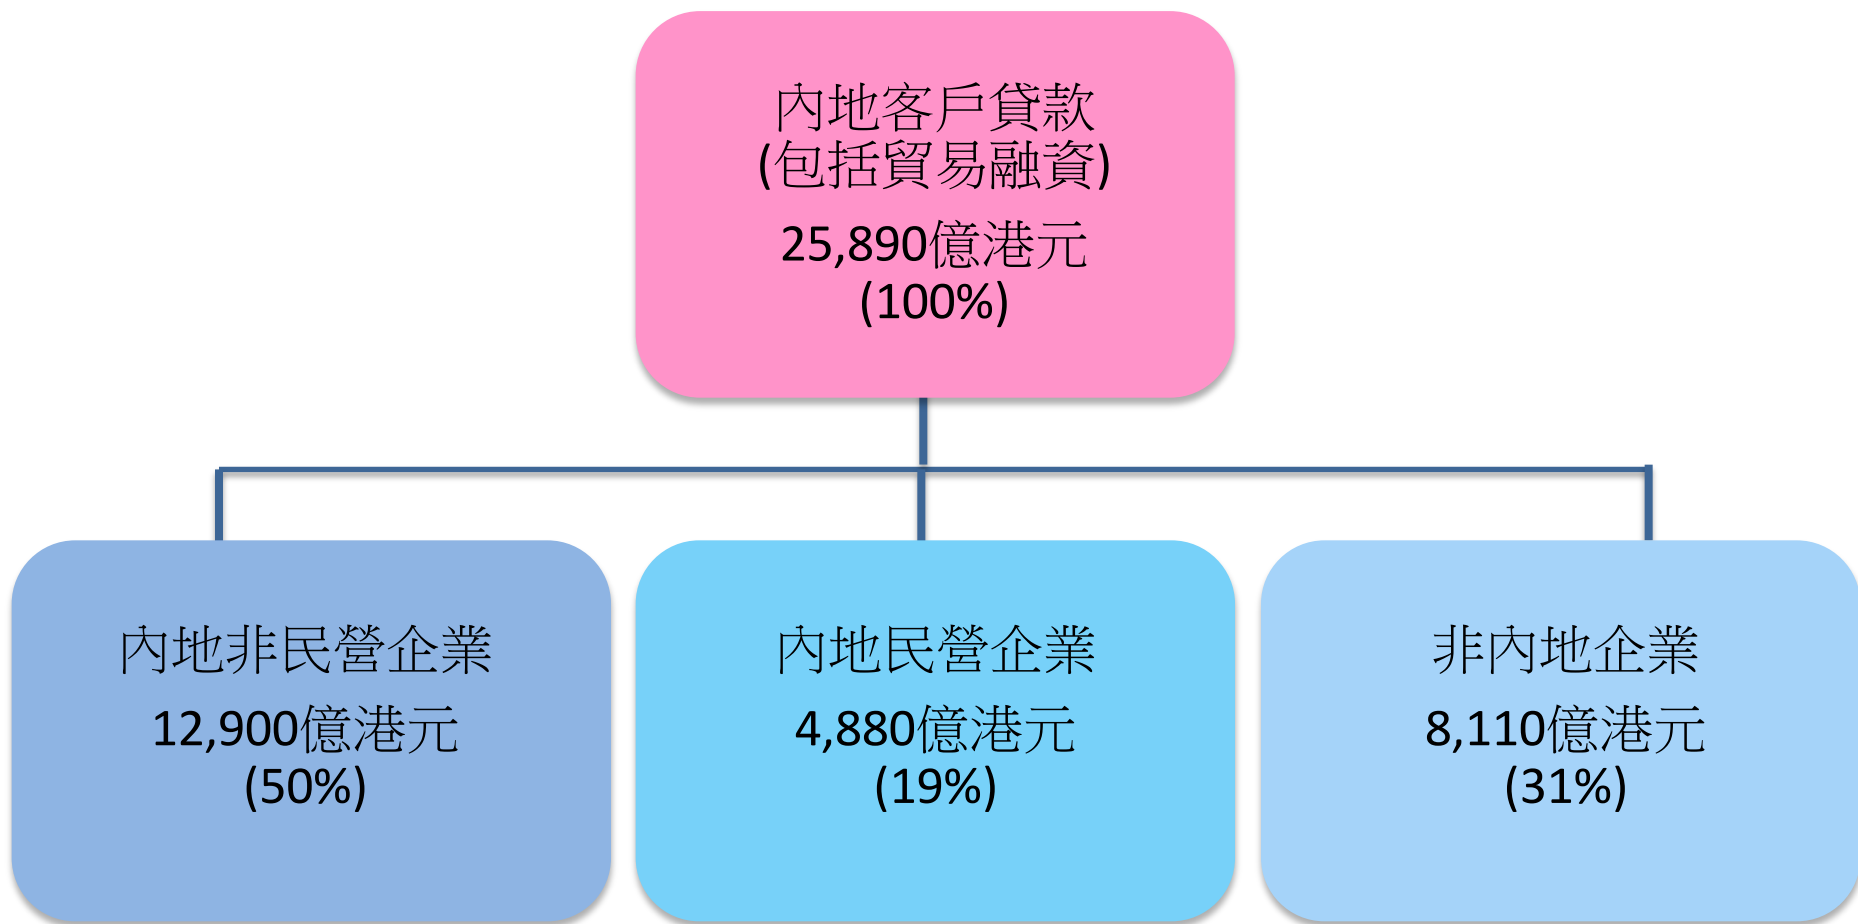 內地客戶貸款
(包括貿易融資)
25,890億港元
(100%)
內地非民營企業
12,900億港元
(50%)
內地民營企業
4,880億港元
(19%)
非內地企業
8,110億港元
(31%)